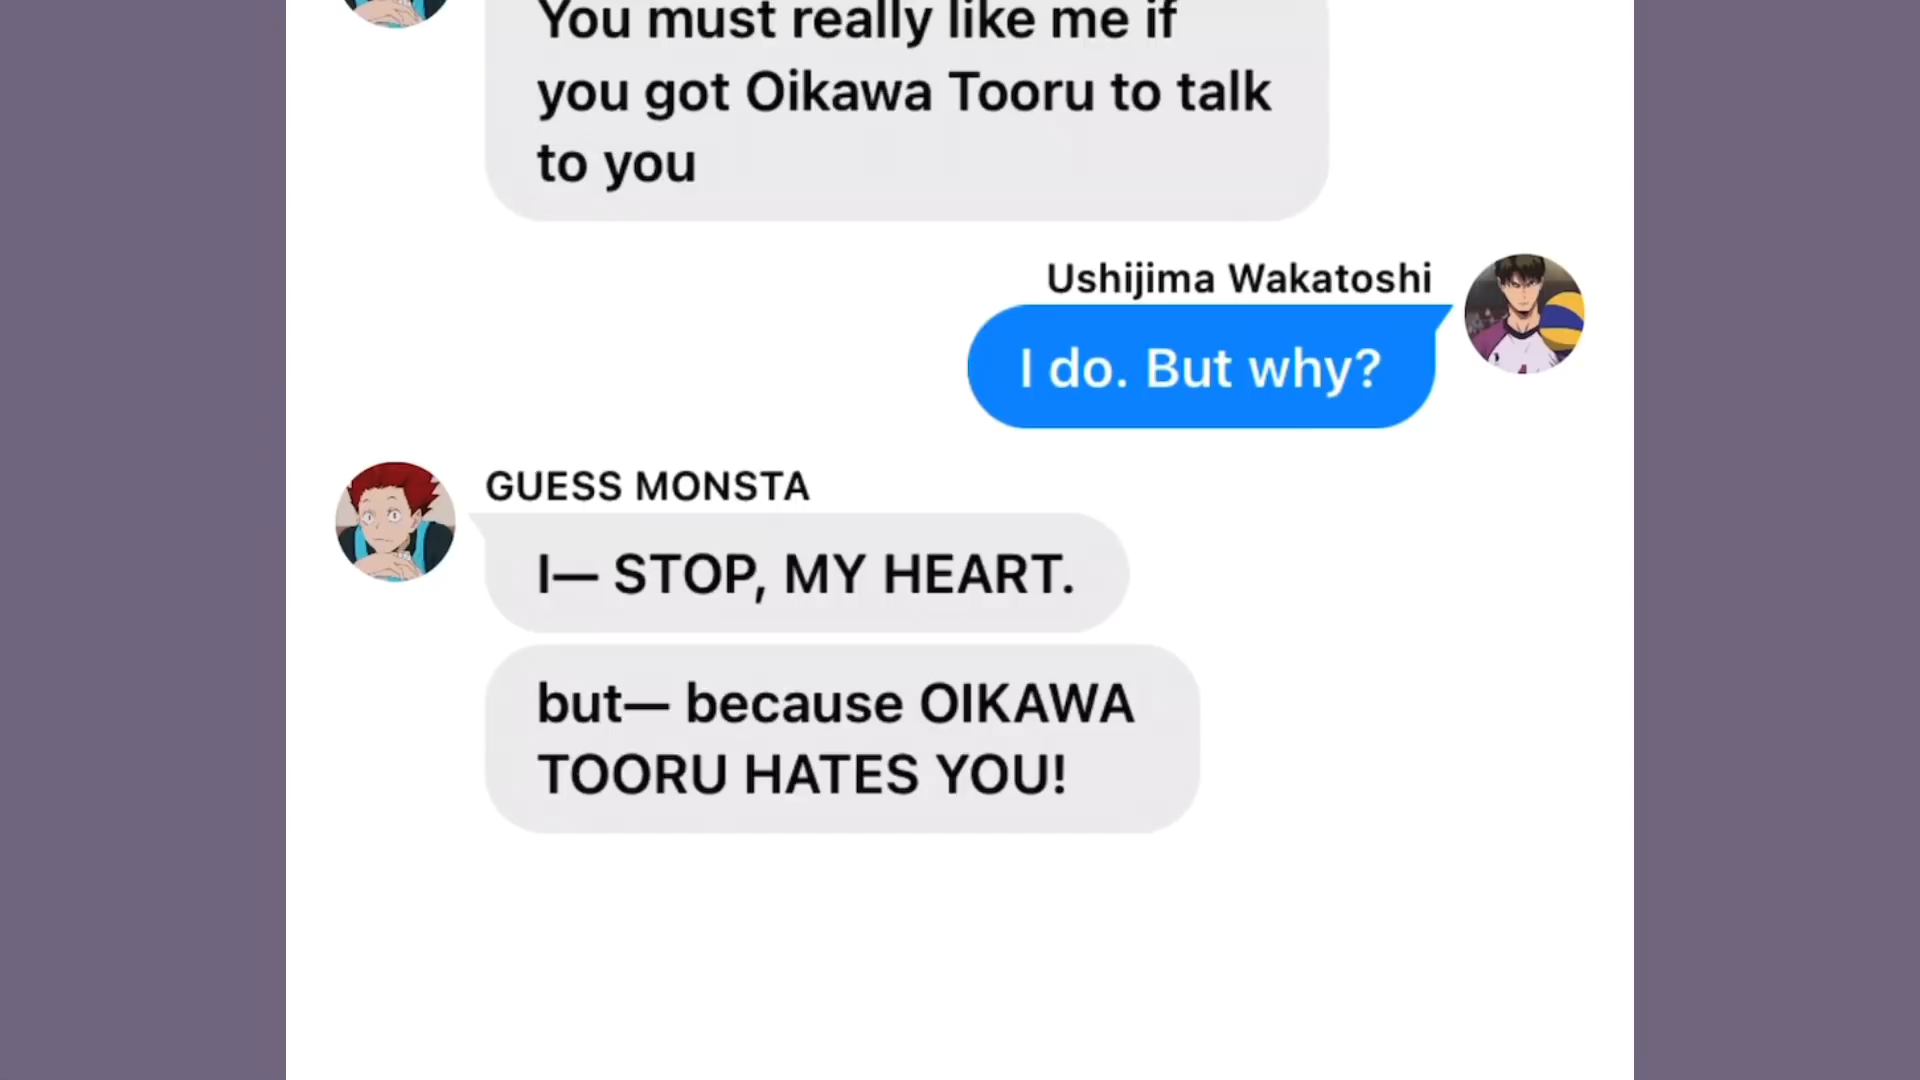 You must really like me if
you got Oikawa Tooru to talk
to you
Ushijima Wakatoshi
I do. But why?
GUESS MONSTA
I— STOP, MY HEART.
but— because OIKAWA
TOORU HATES YOU!